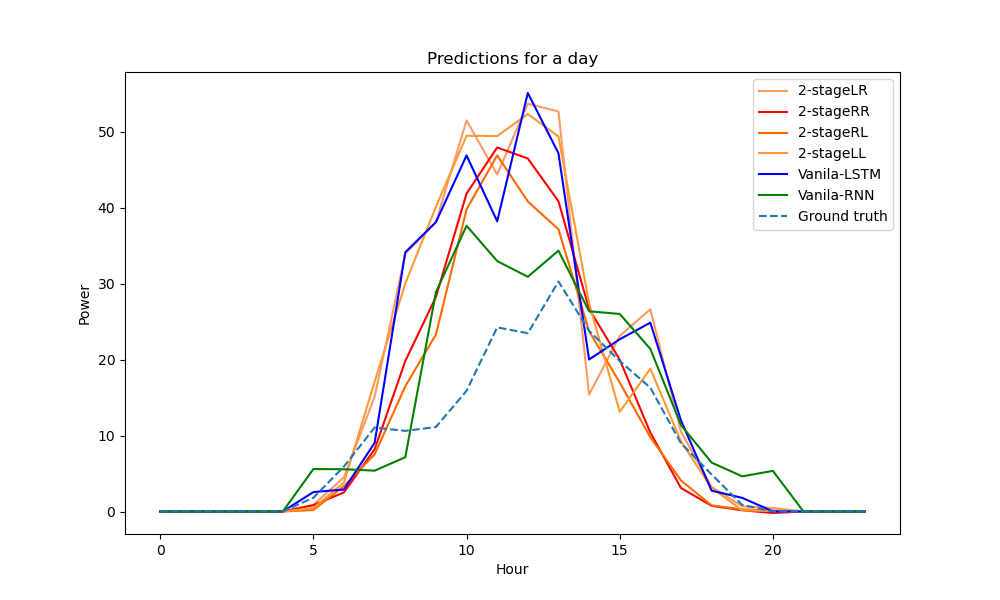 Predictions for a day
2-stageLR
2-stageRR
2-stageRL
2-stageLL
Vanila-LSTM
Vanila-RNN
Ground truth
Power
50
40
30
20
10
0
0 5 10 15 20
Hour